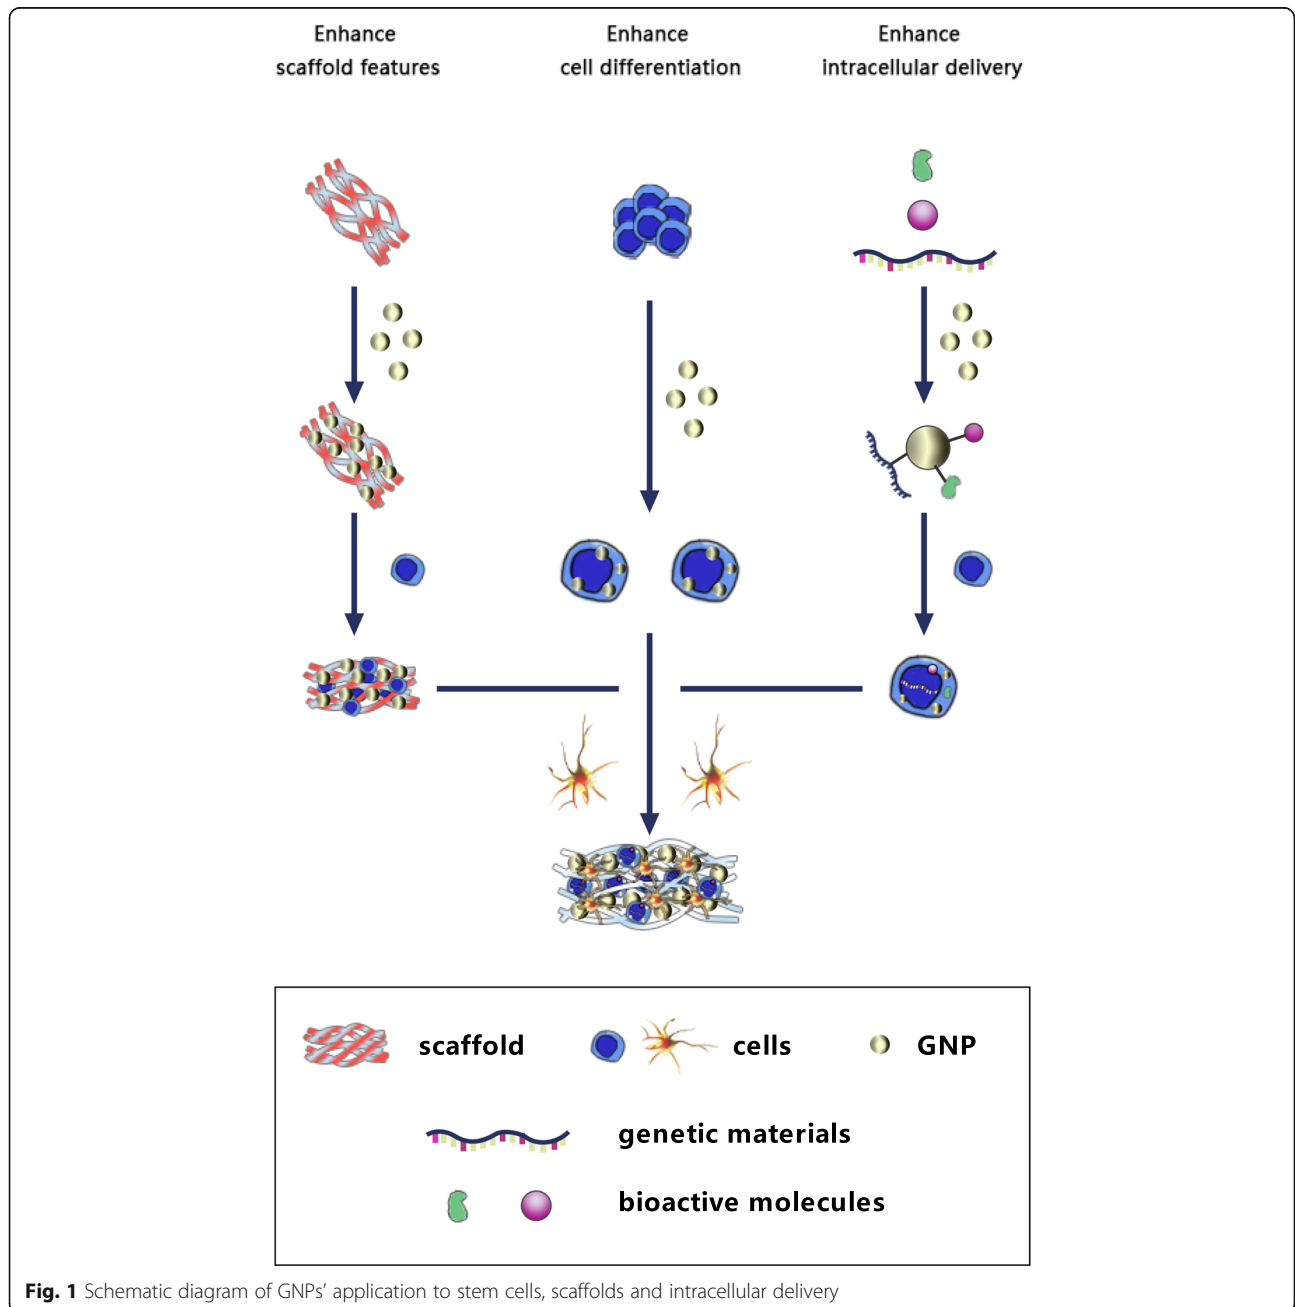 Enhance
scaffold features
Enhance
cell differentiation
Enhance
intracellular delivery
scaffold
cells
GNP
genetic materials
bioactive molecules
Fig. 1 Schematic diagram of GNPs’ application to stem cells, scaffolds and intracellular delivery